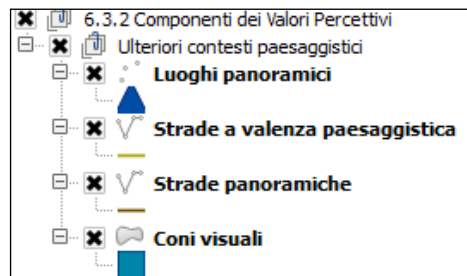 6.3.2 Componenti dei Valori Percettivi
Ulteriori contesti paesaggistici
Luoghi panoramici
Strade a valenza paesaggistica
Strade panoramiche
Coni visuali